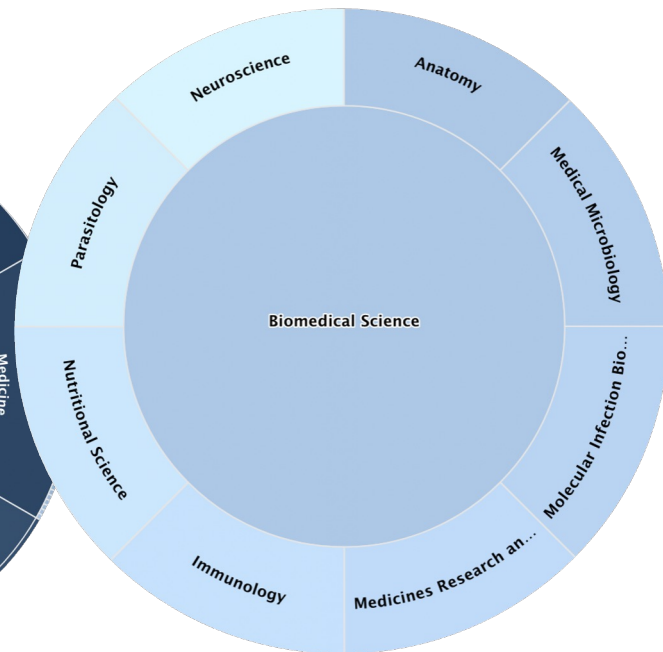 Neuroscience
Anatomy
Medical Microbiology
Parasitology
Biomedical Science
Medicine
Nutritional Science
Molecular Infection Bio...
Immunology
Medicines Research an...